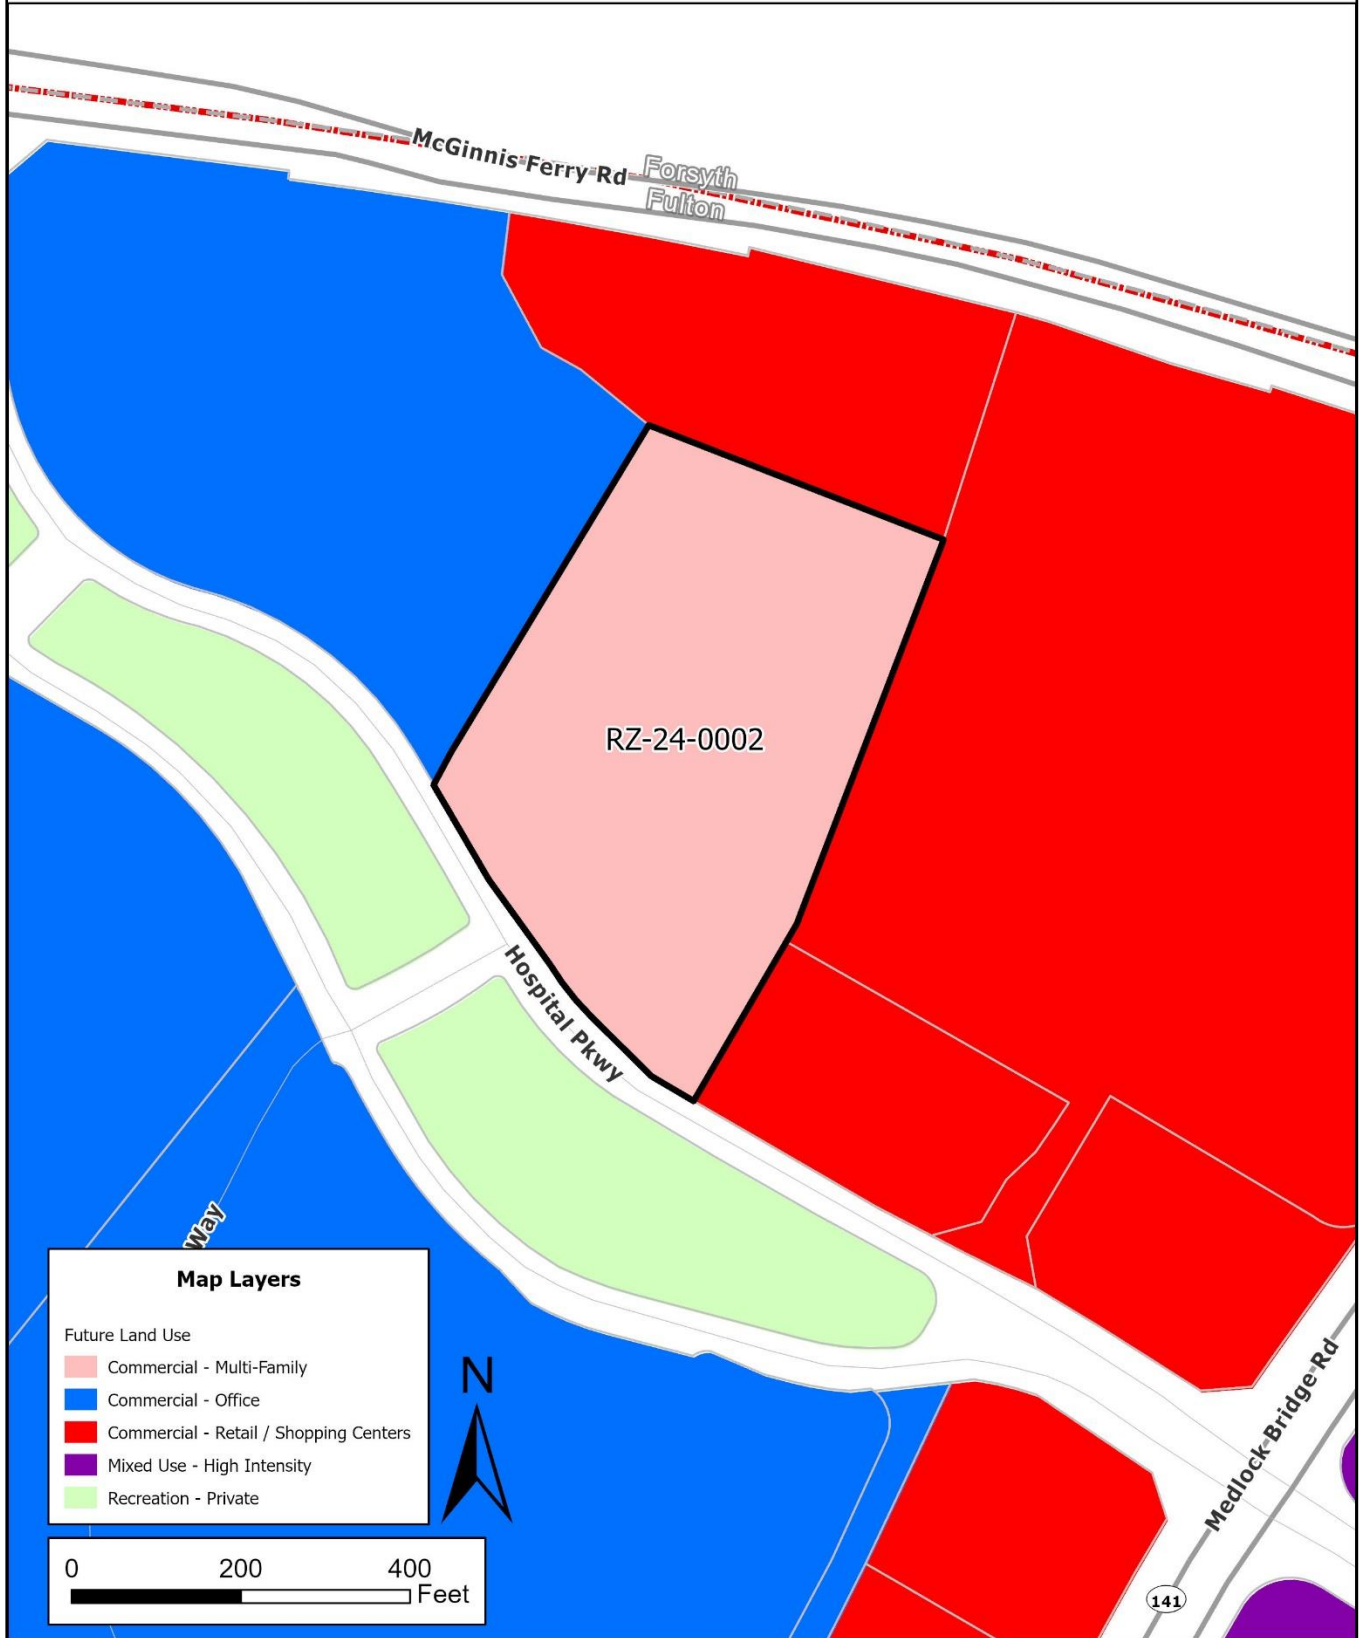 McGinnis Ferry Rd
Forsyth
Fulton
RZ-24-0002
Hospital Pkwy
Way
Medlock Bridge Rd
141
Map Layers
Future Land Use
Commercial - Multi-Family
Commercial - Office
Commercial - Retail / Shopping Centers
Mixed Use - High Intensity
Recreation - Private
N
0 200 400
Feet